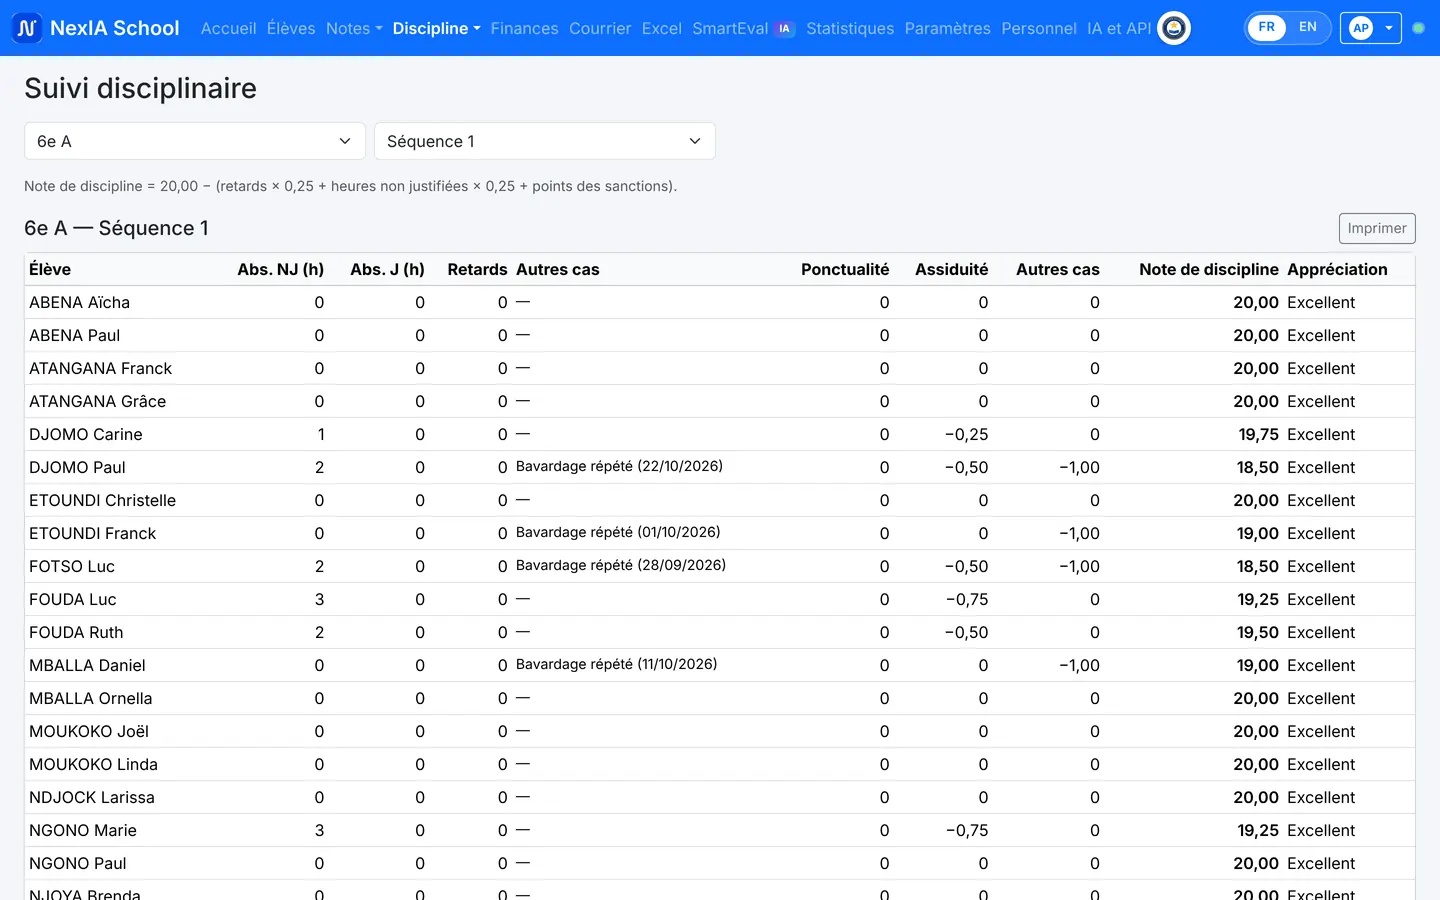 NexIA School Accueil Élèves Notes Discipline Finances Courrier Excel SmartEval IA Statistiques Paramètres Personnel IA et API FR EN AP
Suivi disciplinaire
6e A Séquence 1
Note de discipline = 20,00 − (retards × 0,25 + heures non justifiées × 0,25 + points des sanctions).
6e A — Séquence 1 Imprimer
Élève Abs. NJ (h) Abs. J (h) Retards Autres cas Ponctualité Assiduité Autres cas Note de discipline Appréciation
ABENA Aïcha 0 0 0 — 0 0 0 20,00 Excellent
ABENA Paul 0 0 0 — 0 0 0 20,00 Excellent
ATANGANA Franck 0 0 0 — 0 0 0 20,00 Excellent
ATANGANA Grâce 0 0 0 — 0 0 0 20,00 Excellent
DJOMO Carine 1 0 0 — 0 −0,25 0 19,75 Excellent
DJOMO Paul 2 0 0 Bavardage répété (22/10/2026) 0 −0,50 −1,00 18,50 Excellent
ETOUNDI Christelle 0 0 0 — 0 0 0 20,00 Excellent
ETOUNDI Franck 0 0 0 Bavardage répété (01/10/2026) 0 0 −1,00 19,00 Excellent
FOTSO Luc 2 0 0 Bavardage répété (28/09/2026) 0 −0,50 −1,00 18,50 Excellent
FOUDA Luc 3 0 0 — 0 −0,75 0 19,25 Excellent
FOUDA Ruth 2 0 0 — 0 −0,50 0 19,50 Excellent
MBALLA Daniel 0 0 0 Bavardage répété (11/10/2026) 0 0 −1,00 19,00 Excellent
MBALLA Ornella 0 0 0 — 0 0 0 20,00 Excellent
MOUKOKO Joël 0 0 0 — 0 0 0 20,00 Excellent
MOUKOKO Linda 0 0 0 — 0 0 0 20,00 Excellent
NDJOCK Larissa 0 0 0 — 0 0 0 20,00 Excellent
NGONO Marie 3 0 0 — 0 −0,75 0 19,25 Excellent
NGONO Paul 0 0 0 — 0 0 0 20,00 Excellent
NJOYA Brenda 0 0 0 — 0 0 0 20,00 Excellent